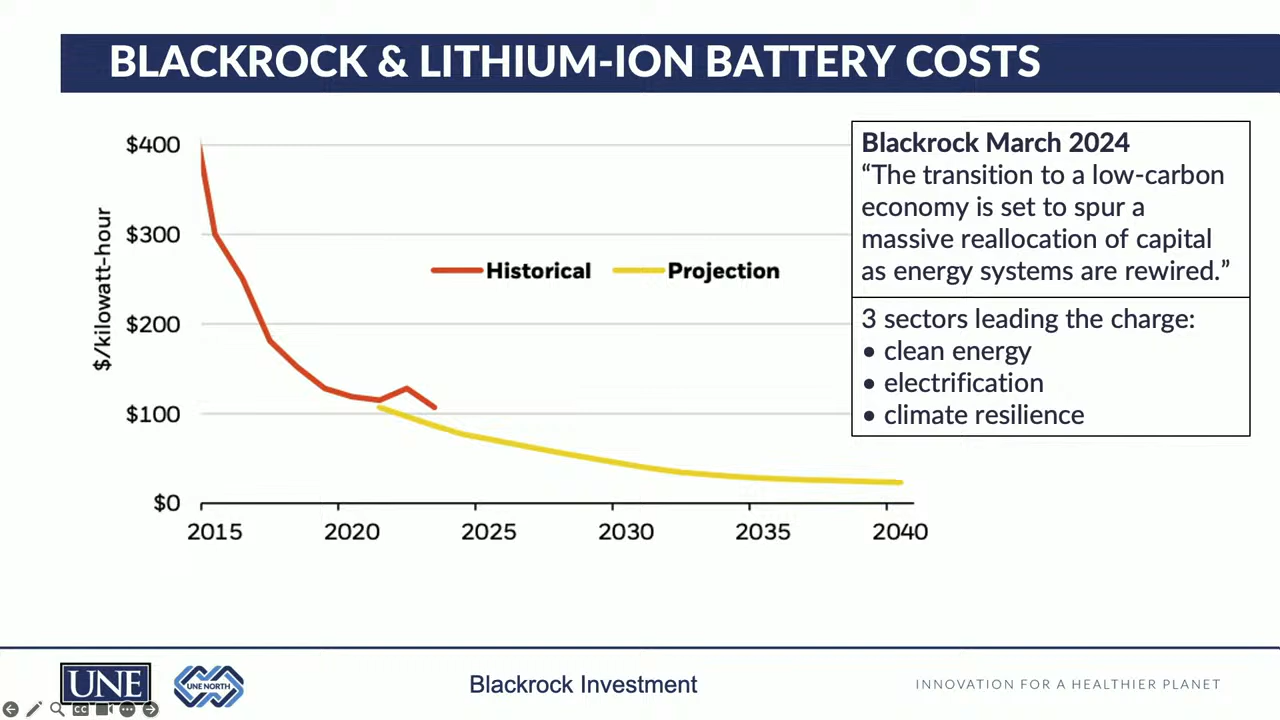 BLACKROCK & LITHIUM-ION BATTERY COSTS
$/kilowatt-hour
$400
$300
$200
$100
$0
Historical
Projection
2015
2020
2025
2030
2035
2040
Blackrock March 2024
“The transition to a low-carbon
economy is set to spur a
massive reallocation of capital
as energy systems are rewired.”
3 sectors leading the charge:
• clean energy
• electrification
• climate resilience
UNE
UNE NORTH
Blackrock Investment
INNOVATION FOR A HEALTHIER PLANET
CC